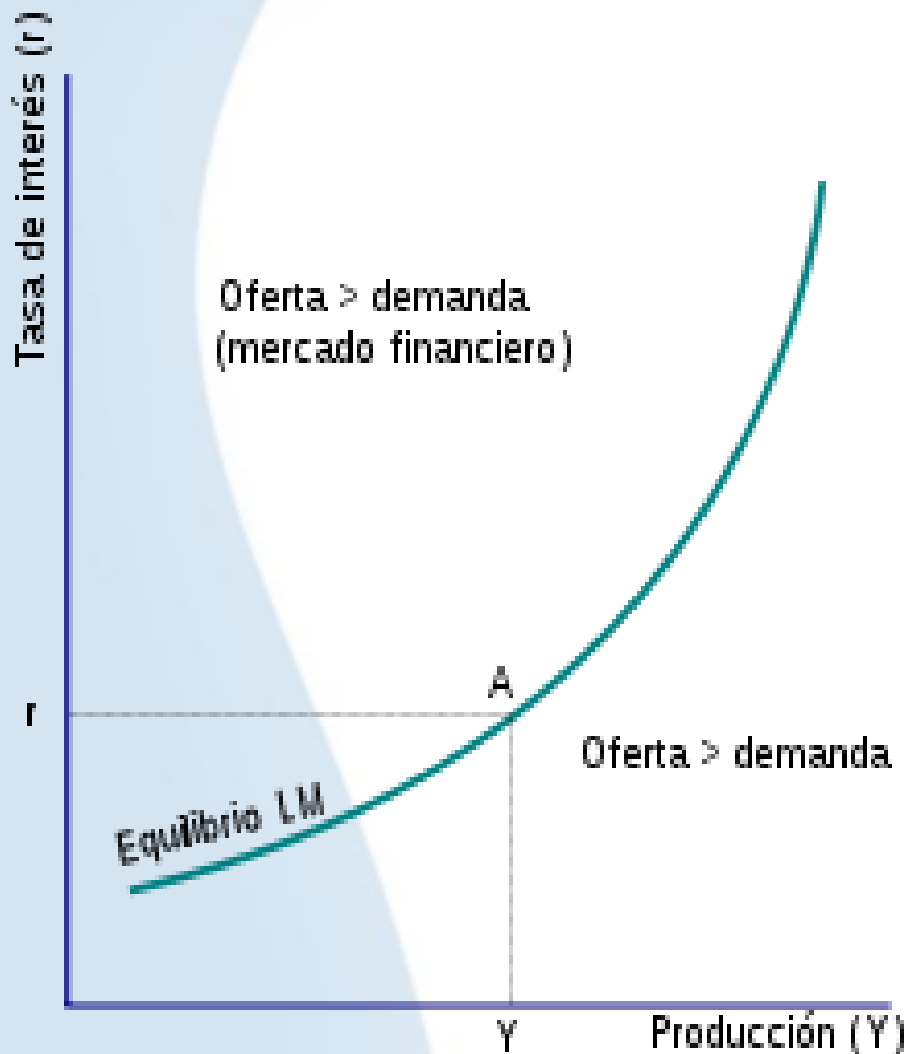 Tasa de interés (r)
Oferta > demanda
(mercado financiero)
A
r
Oferta > demanda
Equilibrio LM
Y
Producción (Y)